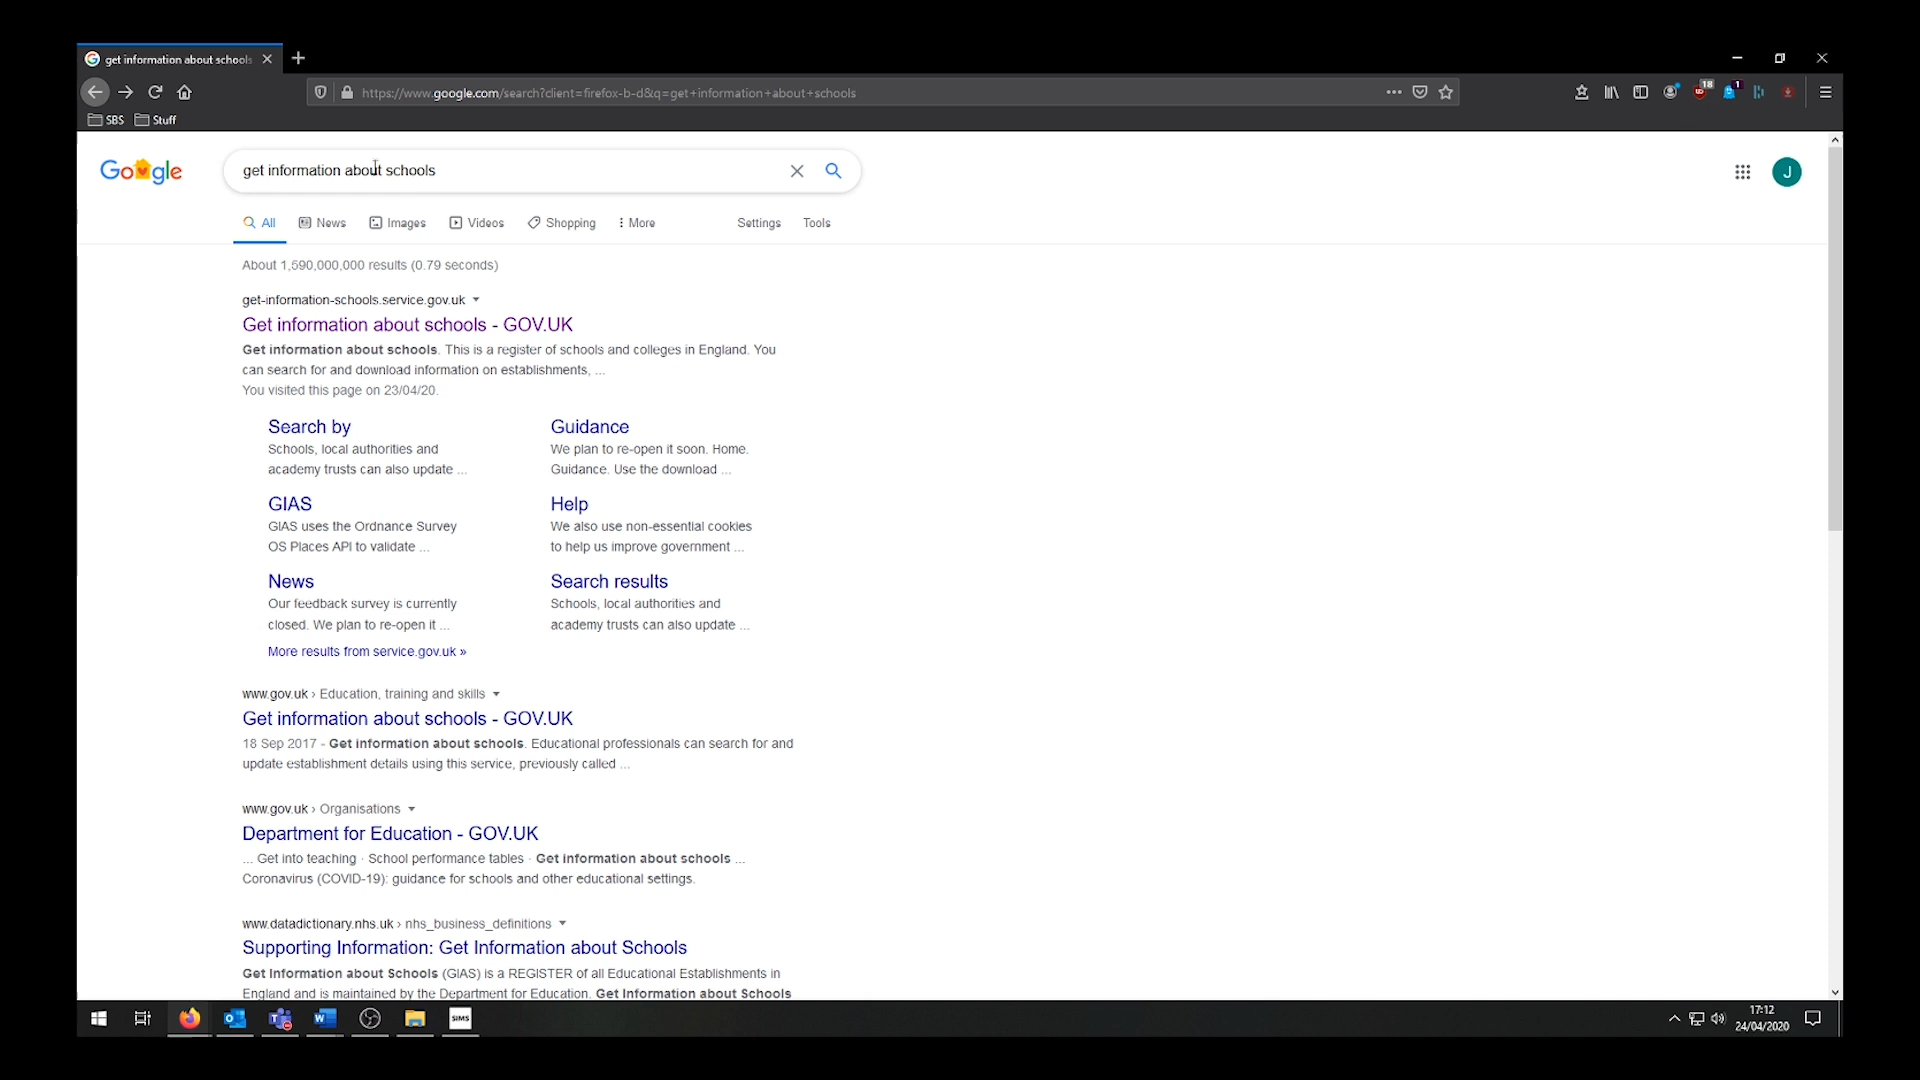 get information about schools
https://www.google.com/search?client=firefox-b-d&q=get+information+about+schools
18
1
SBS
Stuff
Google
get information about schools
J
All
News
Images
Videos
Shopping
More
Settings
Tools
About 1,590,000,000 results (0.79 seconds)
get-information-schools.service.gov.uk
Get information about schools - GOV.UK
Get information about schools. This is a register of schools and colleges in England. You
can search for and download information on establishments, ...
You visited this page on 23/04/20.
Search by
Schools, local authorities and
academy trusts can also update ...
Guidance
We plan to re-open it soon. Home.
Guidance. Use the download ...
GIAS
GIAS uses the Ordnance Survey
OS Places API to validate ...
Help
We also use non-essential cookies
to help us improve government ...
News
Our feedback survey is currently
closed. We plan to re-open it ...
Search results
Schools, local authorities and
academy trusts can also update ...
More results from service.gov.uk »
www.gov.uk › Education, training and skills
Get information about schools - GOV.UK
18 Sep 2017 - Get information about schools. Educational professionals can search for and
update establishment details using this service, previously called ...
www.gov.uk › Organisations
Department for Education - GOV.UK
... Get into teaching · School performance tables · Get information about schools ...
Coronavirus (COVID-19): guidance for schools and other educational settings.
www.datadictionary.nhs.uk › nhs_business_definitions
Supporting Information: Get Information about Schools
Get Information about Schools (GIAS) is a REGISTER of all Educational Establishments in
England and is maintained by the Department for Education. Get Information about Schools
SIMS
17:12
24/04/2020